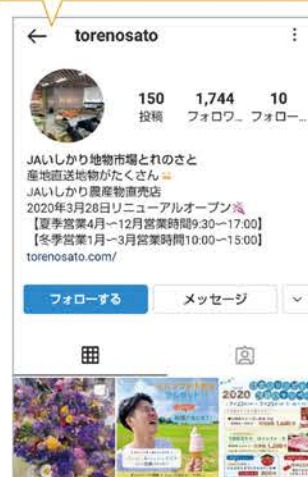 torenosato
150 1,744 10
投稿 フォロワ... フォロー...
JAいしかり地物市場とれのさと
産地直送地物がたくさん
JAいしかり農産物直売店
2020年3月28日リニューアルオープン
【夏季営業4月〜12月営業時間9:30〜17:00】
【冬季営業1月〜3月営業時間10:00〜15:00】
torenosato.com/
フォローする メッセージ
2020